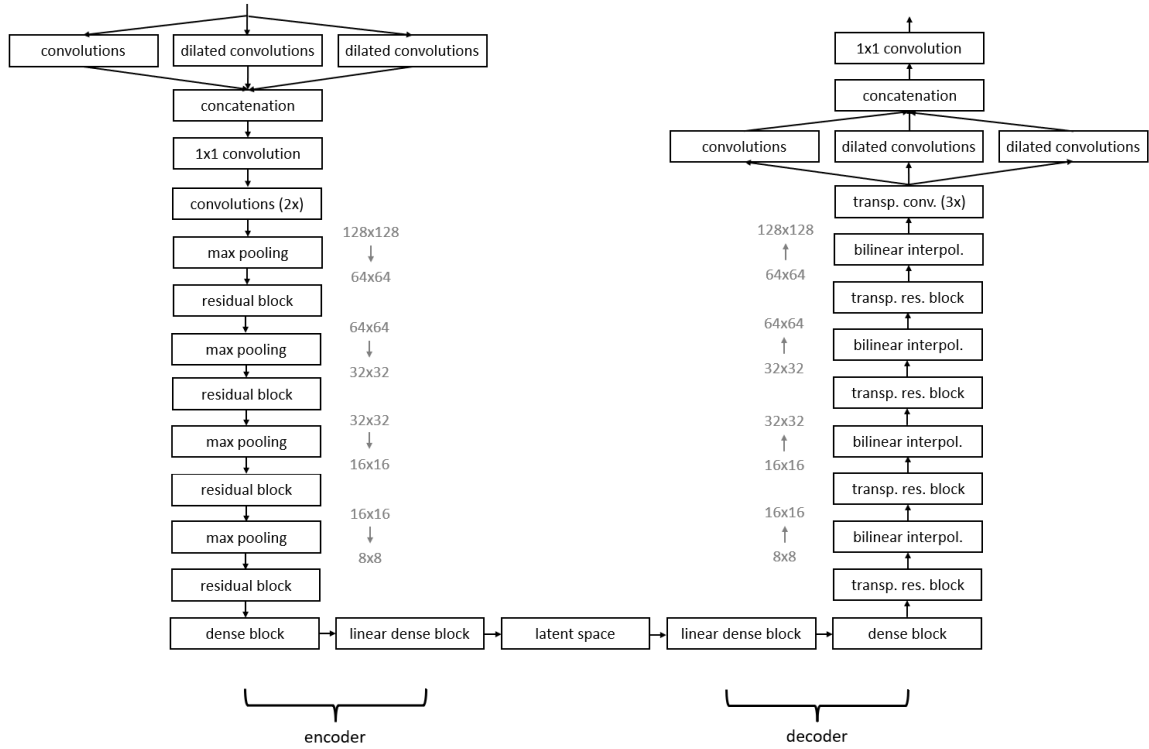 convolutions
dilated convolutions
dilated convolutions
concatenation
1x1 convolution
convolutions (2x)
max pooling
128x128
64x64
residual block
max pooling
64x64
32x32
residual block
max pooling
32x32
16x16
residual block
max pooling
16x16
8x8
residual block
dense block
linear dense block
latent space
linear dense block
dense block
transp. res. block
8x8
16x16
bilinear interpol.
transp. res. block
16x16
32x32
bilinear interpol.
transp. res. block
32x32
64x64
bilinear interpol.
transp. res. block
64x64
128x128
bilinear interpol.
transp. conv. (3x)
convolutions
dilated convolutions
dilated convolutions
concatenation
1x1 convolution
encoder
decoder